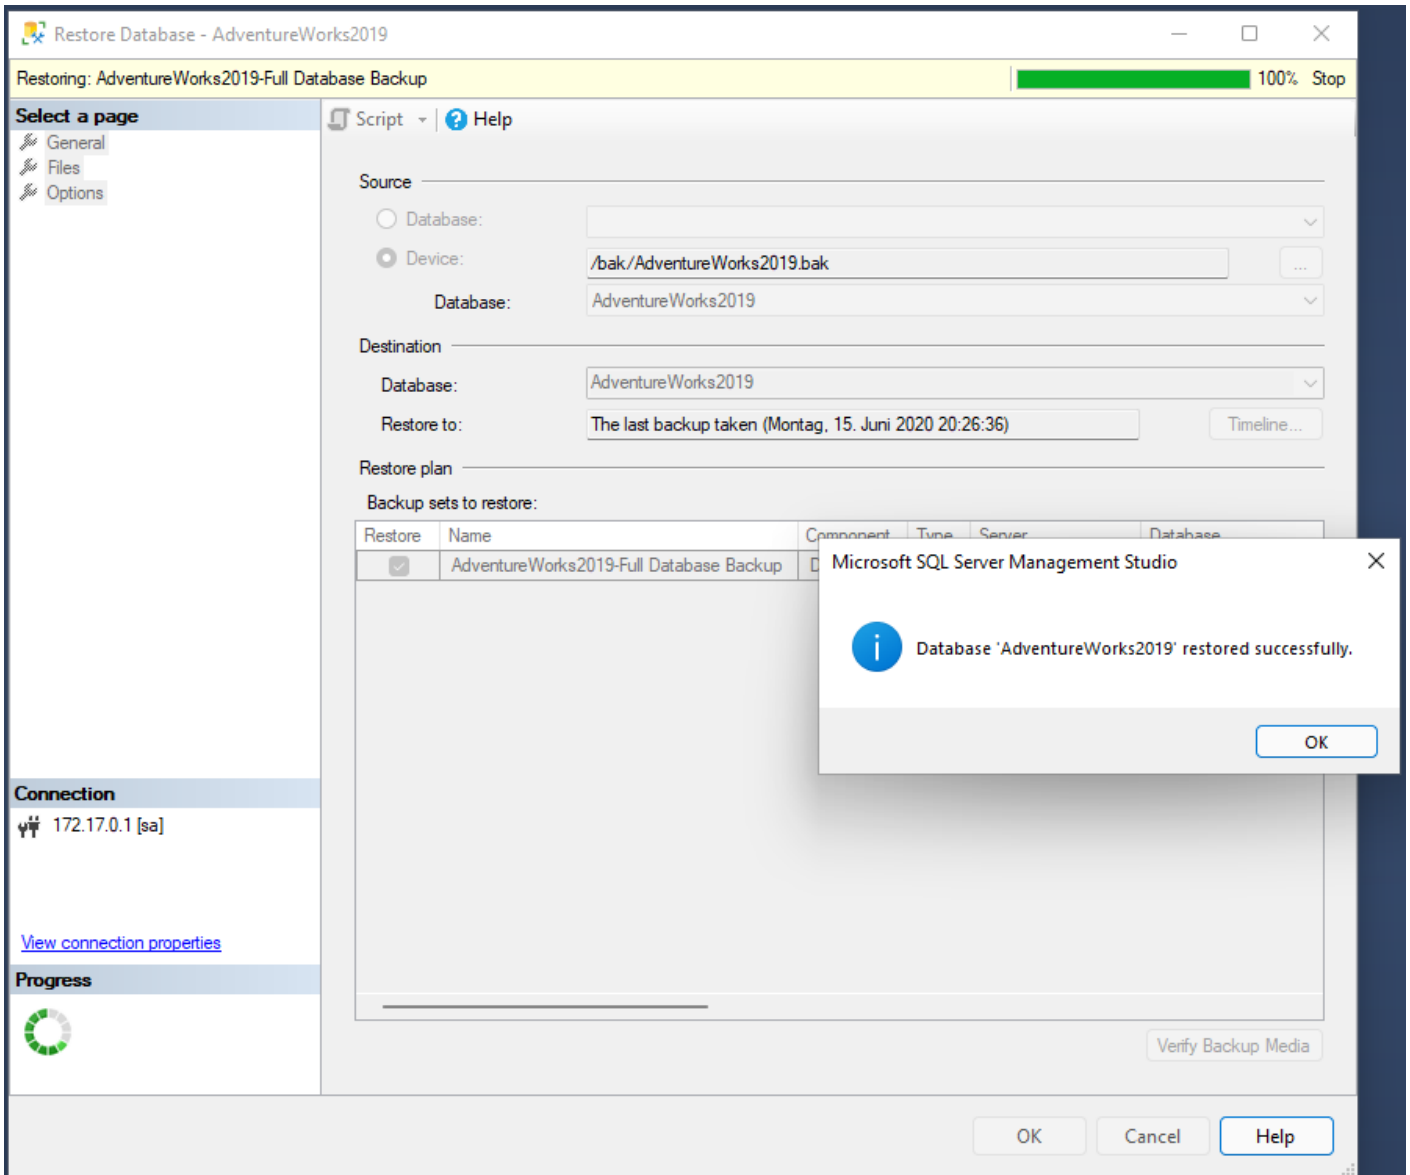 Restore Database - AdventureWorks2019
Restoring: AdventureWorks2019-Full Database Backup
100% Stop
Select a page
General
Files
Options
Script
Help
Source
Database:
Device:
/bak/AdventureWorks2019.bak
...
Database:
AdventureWorks2019
Destination
Database:
AdventureWorks2019
Restore to:
The last backup taken (Montag, 15. Juni 2020 20:26:36)
Timeline...
Restore plan
Backup sets to restore:
Restore Name Component Type Server Database
AdventureWorks2019-Full Database Backup
Microsoft SQL Server Management Studio
Database 'AdventureWorks2019' restored successfully.
OK
Connection
172.17.0.1 [sa]
View connection properties
Progress
Verify Backup Media
OK Cancel Help